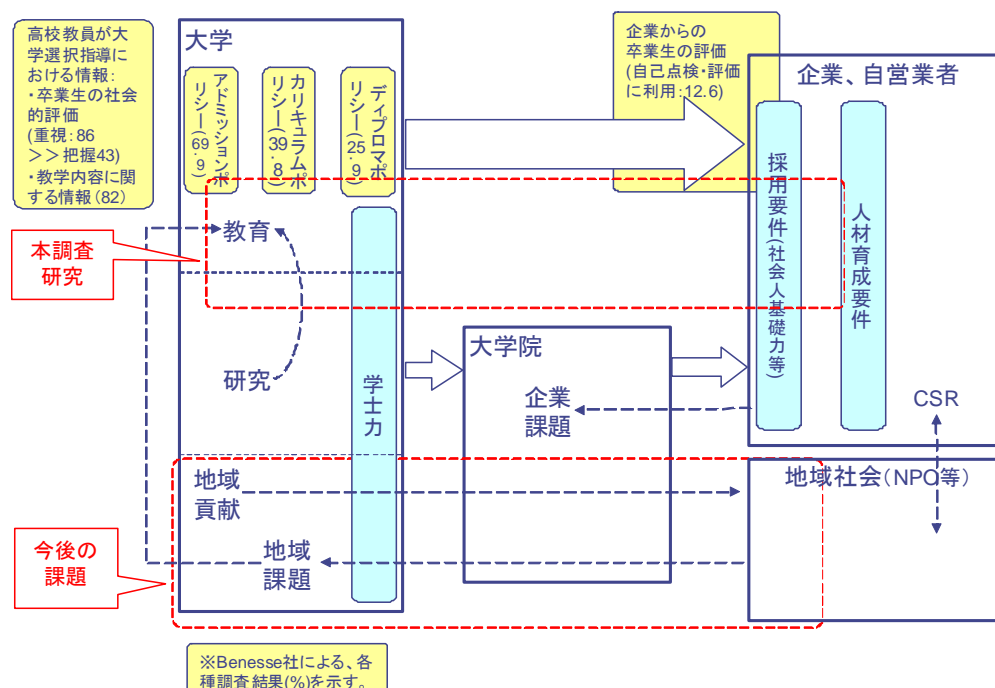 高校教員が大
学選択指導に
おける情報:
・卒業生の社会
的評価
(重視:86
>>把握43)
・教学内容に関
する情報(82)
大学
アドミッションポ
リシー(69.9)
カリキュラムポ
リシー(39.8)
ディプロマポ
リシー(25.9)
企業からの
卒業生の評価
(自己点検・評価
に利用:12.6)
企業、自営業者
採用要件(社会人基礎力等)
人材育成要件
本調査
研究
教育
研究
学士力
大学院
企業
課題
CSR
地域
貢献
地域社会(NPO等)
今後の
課題
地域
課題
※Benesse社による、各
種調査結果(%)を示す。